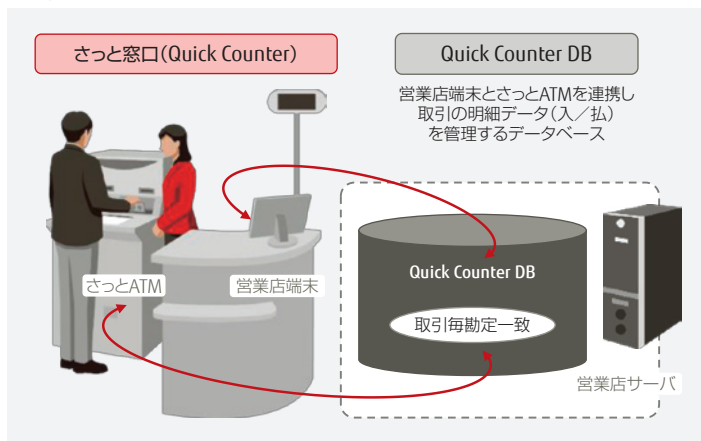 さっと窓口(Quick Counter)
Quick Counter DB
営業店端末とさっとATMを連携し
取引の明細データ(入／払)
を管理するデータベース
さっとATM
営業店端末
Quick Counter DB
取引毎勘定一致
営業店サーバ